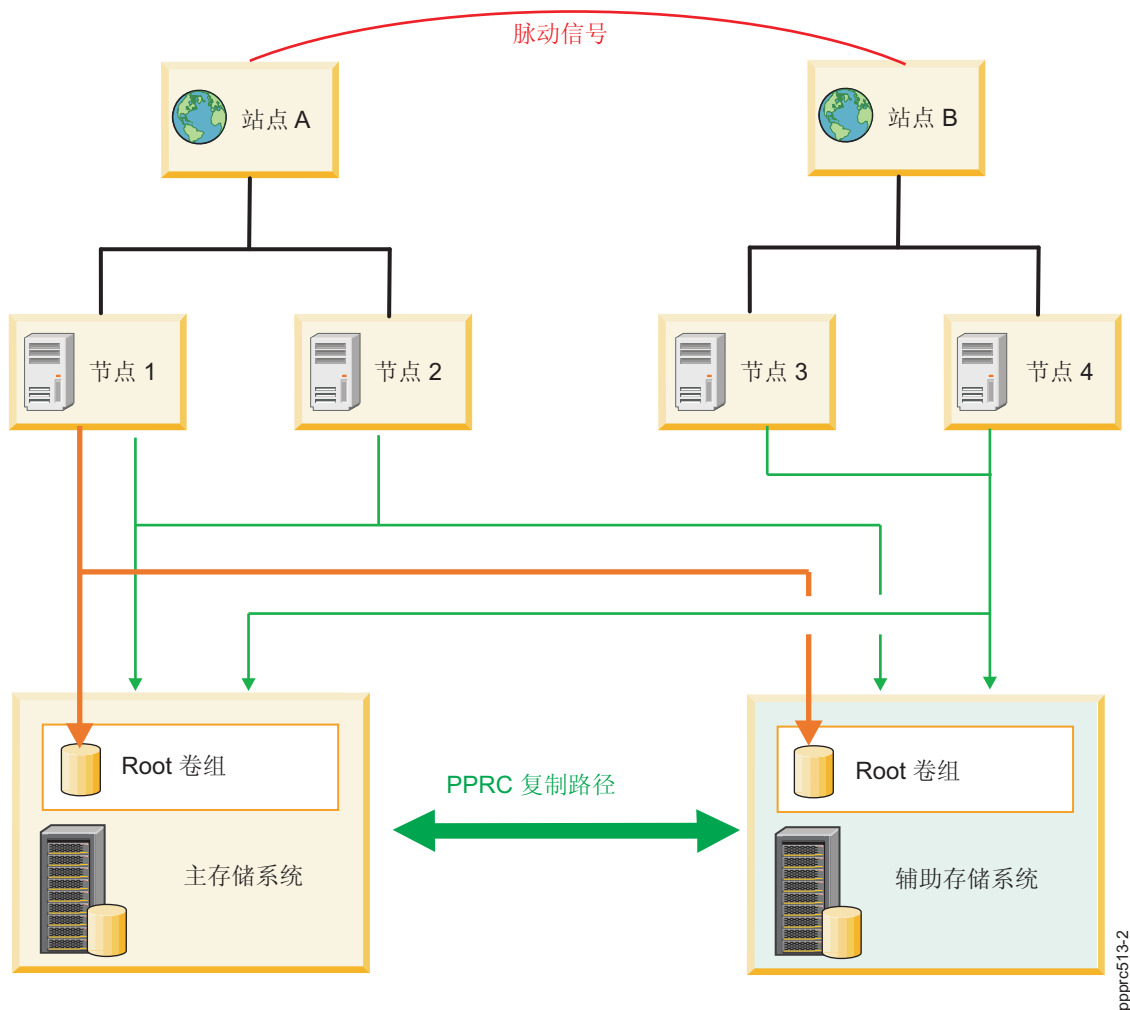 脉动信号
站点 A
站点 B
节点 1
节点 2
节点 3
节点 4
Root 卷组
Root 卷组
PPRC 复制路径
主存储系统
辅助存储系统
ppprc513-2